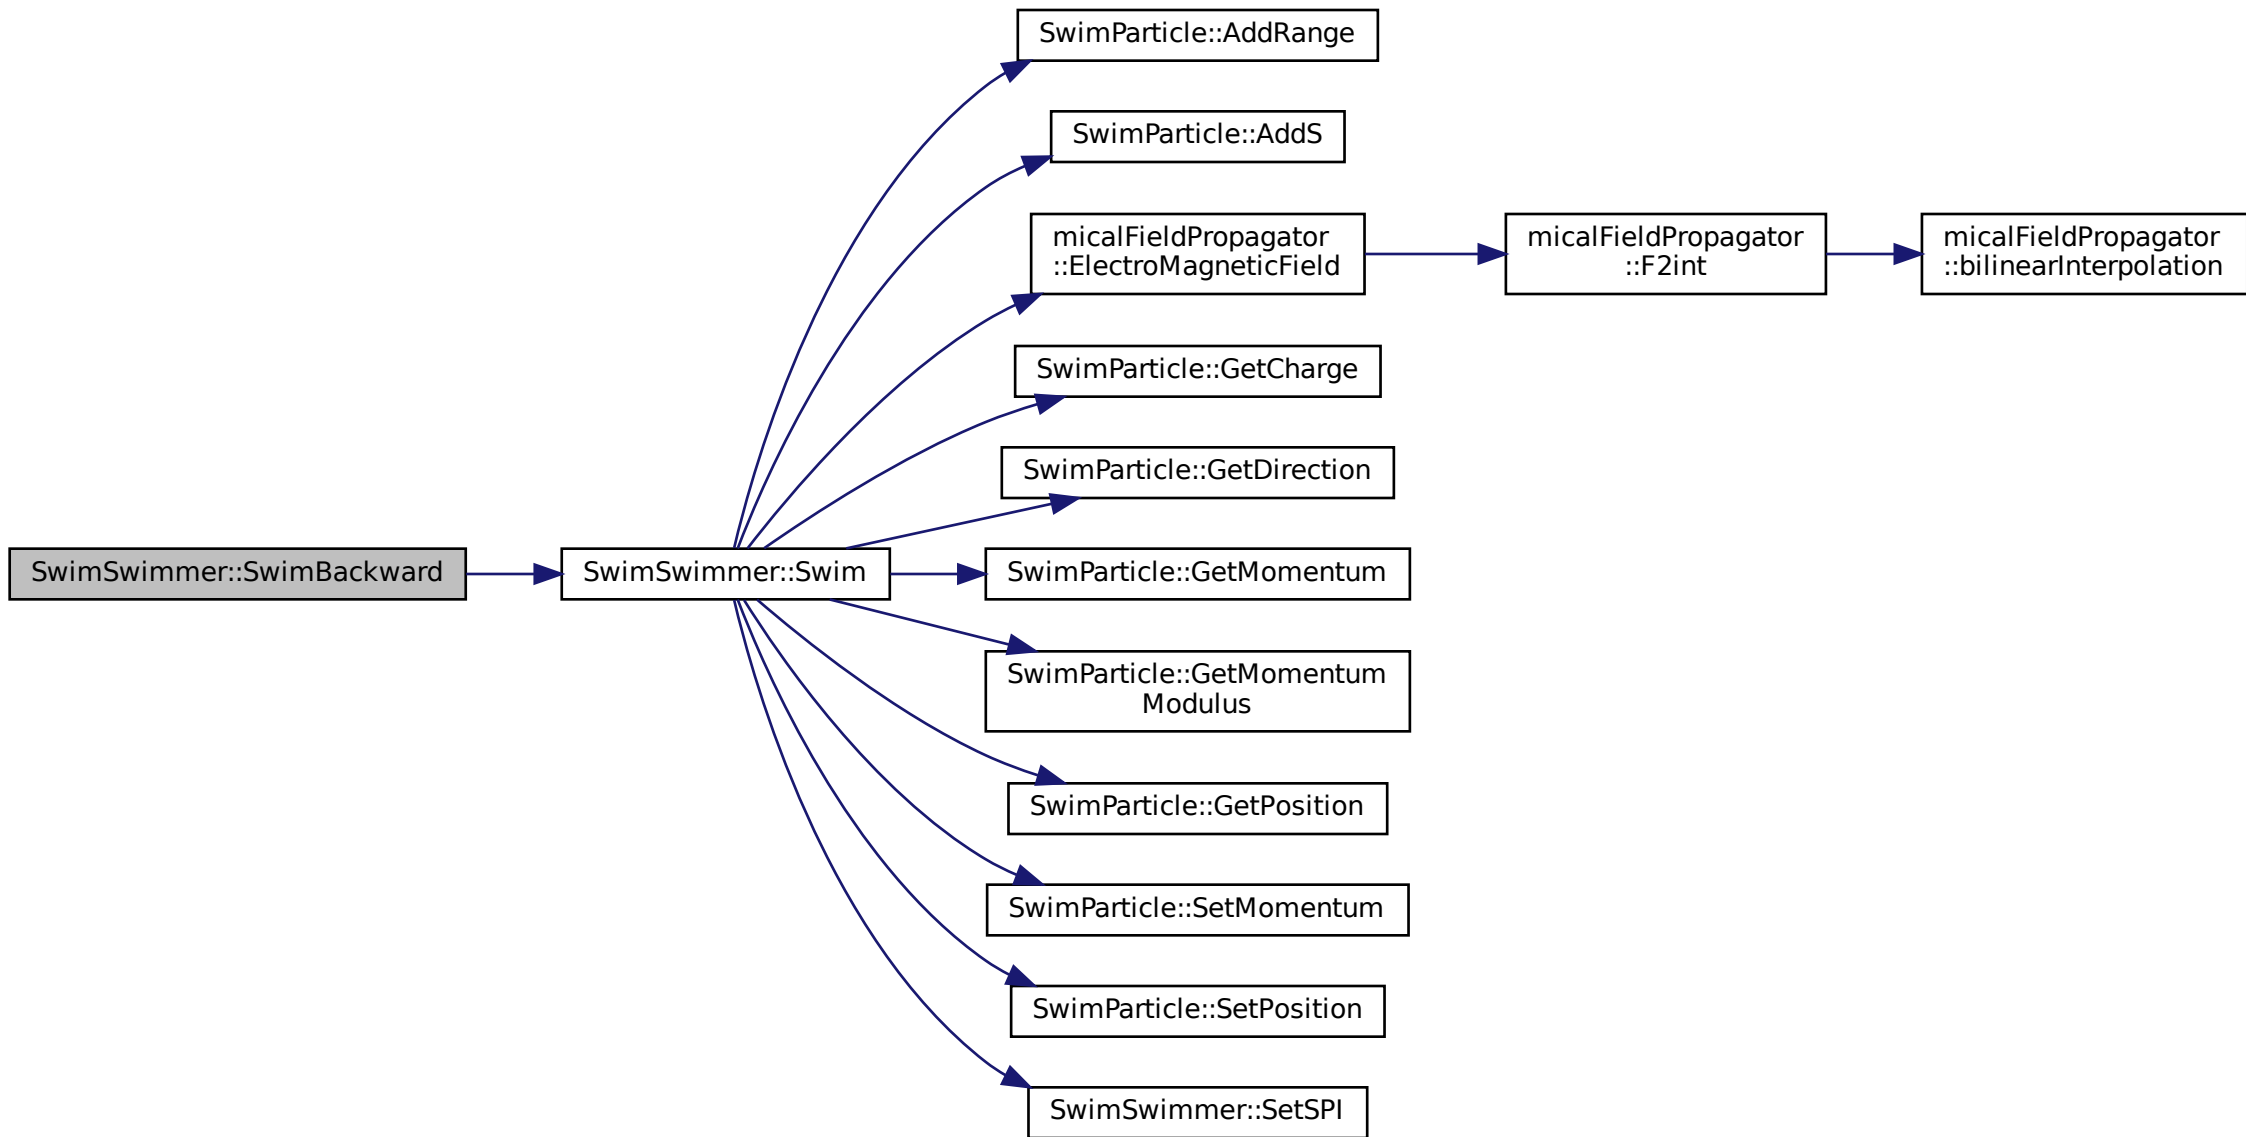 SwimParticle::AddRange
SwimParticle::AddS
micalFieldPropagator
::ElectroMagneticField
micalFieldPropagator
::F2int
micalFieldPropagator
::bilinearInterpolation
SwimParticle::GetCharge
SwimParticle::GetDirection
SwimSwimmer::SwimBackward
SwimSwimmer::Swim
SwimParticle::GetMomentum
SwimParticle::GetMomentum
Modulus
SwimParticle::GetPosition
SwimParticle::SetMomentum
SwimParticle::SetPosition
SwimSwimmer::SetSPI